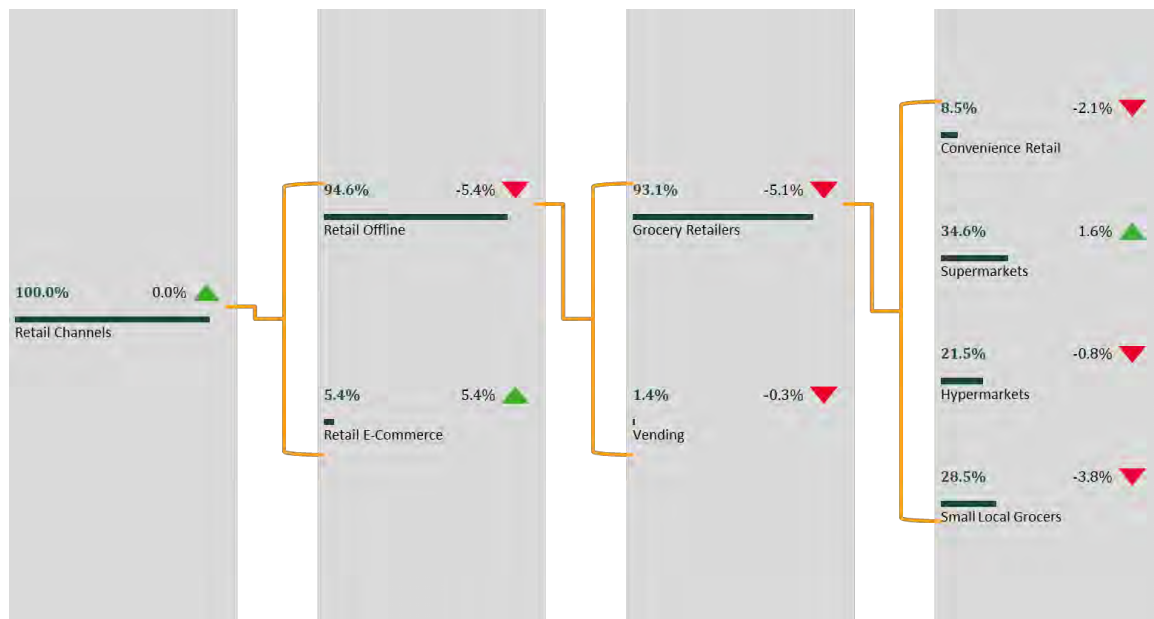 100.0% 0.0%
Retail Channels
94.6% -5.4%
Retail Offline
5.4% 5.4%
Retail E-Commerce
93.1% -5.1%
Grocery Retailers
1.4% -0.3%
Vending
8.5% -2.1%
Convenience Retail
34.6% 1.6%
Supermarkets
21.5% -0.8%
Hypermarkets
28.5% -3.8%
Small Local Grocers